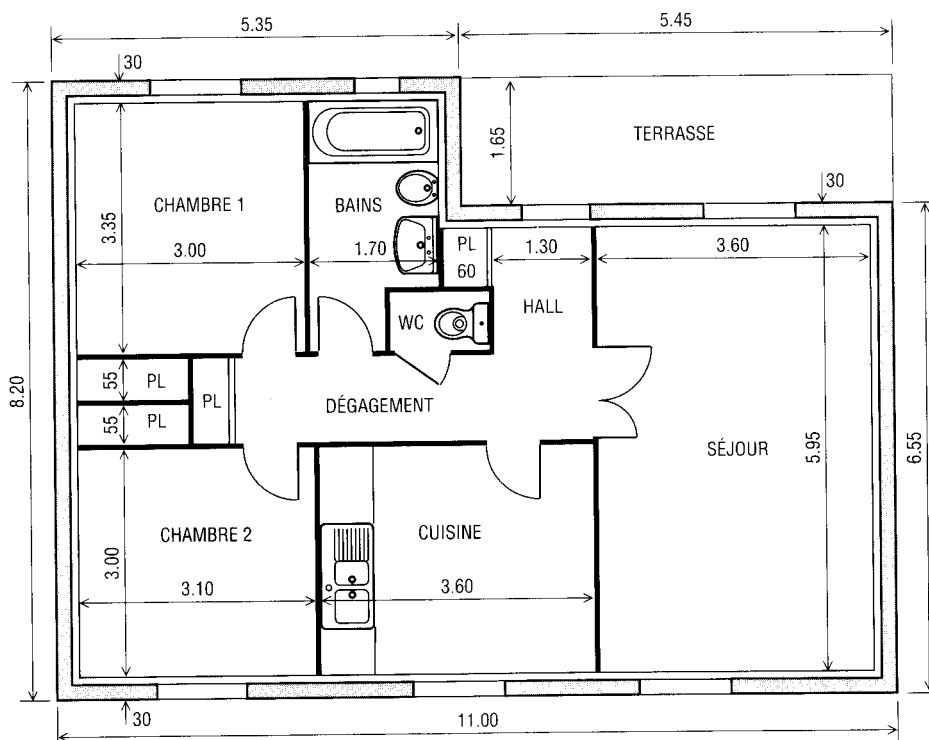 5.35
5.45
30
TERRASSE
1.65
30
CHAMBRE 1
BAINS
3.35
3.00
1.70
PL
60
1.30
3.60
HALL
WC
8.20
55
PL
PL
55
PL
DÉGAGEMENT
SÉJOUR
5.95
6.55
CHAMBRE 2
CUISINE
3.00
3.10
3.60
30
11.00